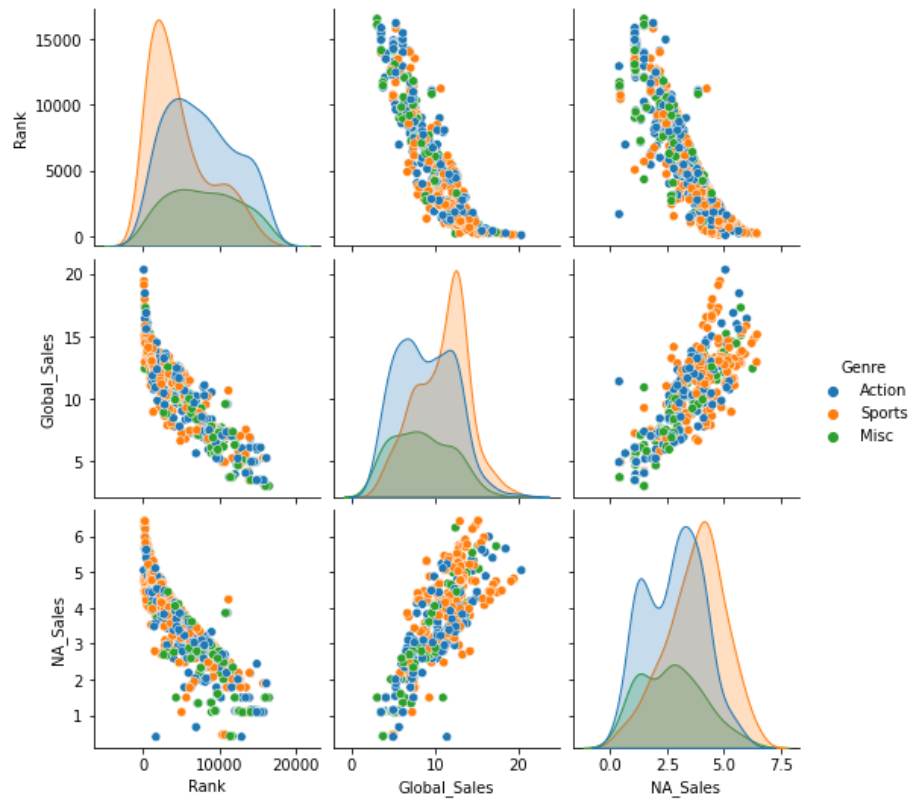 Rank
15000
10000
5000
0
Global_Sales
20
15
10
5
NA_Sales
6
5
4
3
2
1
0 10000 20000
Rank
0 10 20
Global_Sales
0.0 2.5 5.0 7.5
NA_Sales
Genre
Action
Sports
Misc